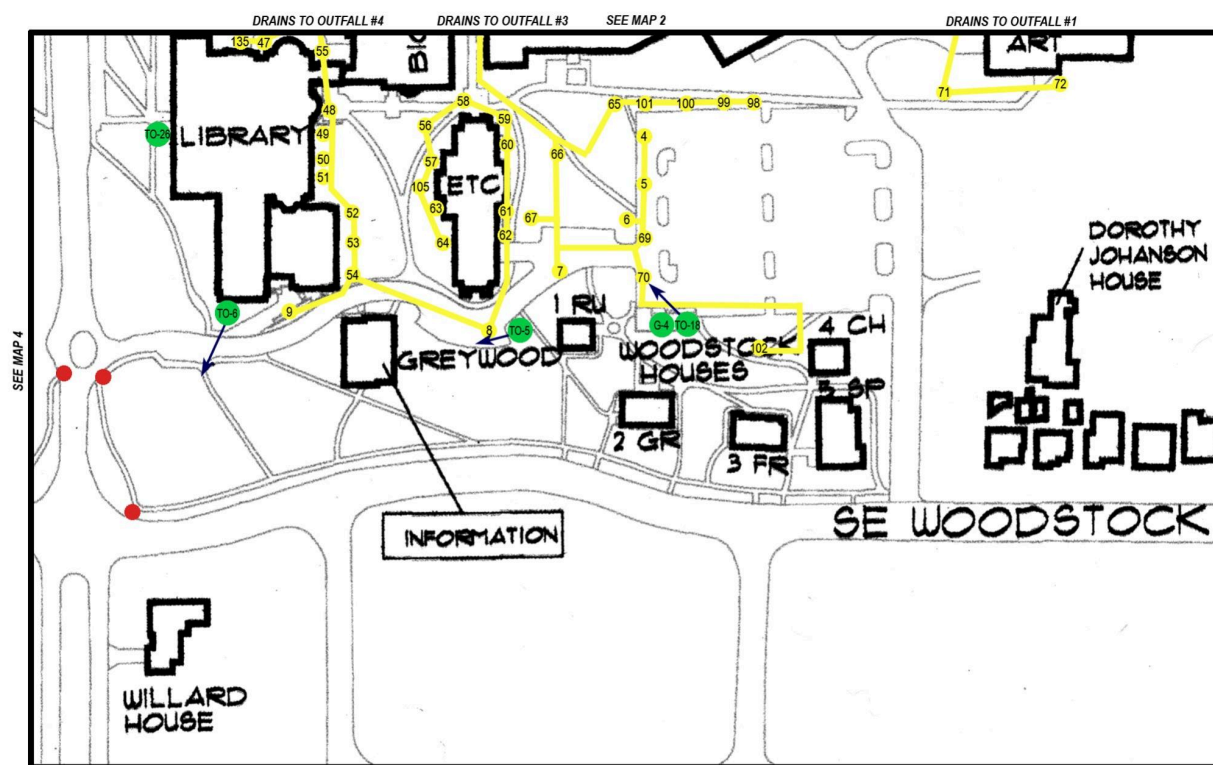 DRAINS TO OUTFALL #4
DRAINS TO OUTFALL #3
SEE MAP 2
DRAINS TO OUTFALL #1
135
47
55
BIO
ART
71
72
58
65
101
100
99
98
48
TO-26
LIBRARY
49
56
59
4
60
50
57
66
51
105
ETC
5
52
63
61
67
6
53
64
62
69
DOROTHY
JOHANSON
HOUSE
54
7
70
9
TO-6
8
TO-5
1 RU
G-4
TO-18
4 CH
102
GREYWOOD
WOODSTOCK
HOUSES
5 SP
SEE MAP 4
2 GR
3 FR
INFORMATION
SE WOODSTOCK
WILLARD
HOUSE